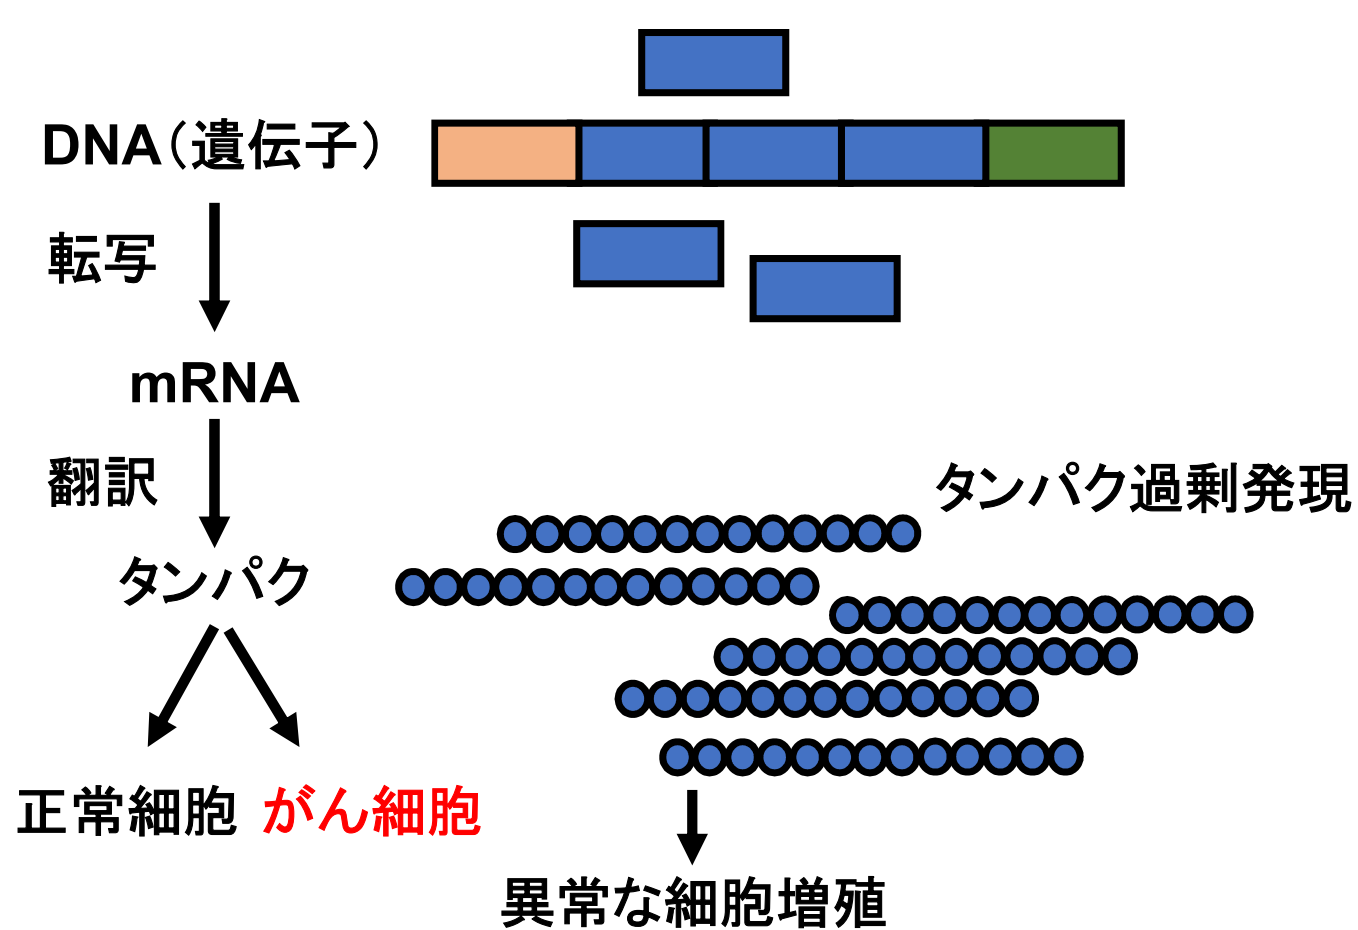 DNA（遺伝子）
転写
mRNA
翻訳
タンパク過剰発現
タンパク
正常細胞 がん細胞
異常な細胞増殖